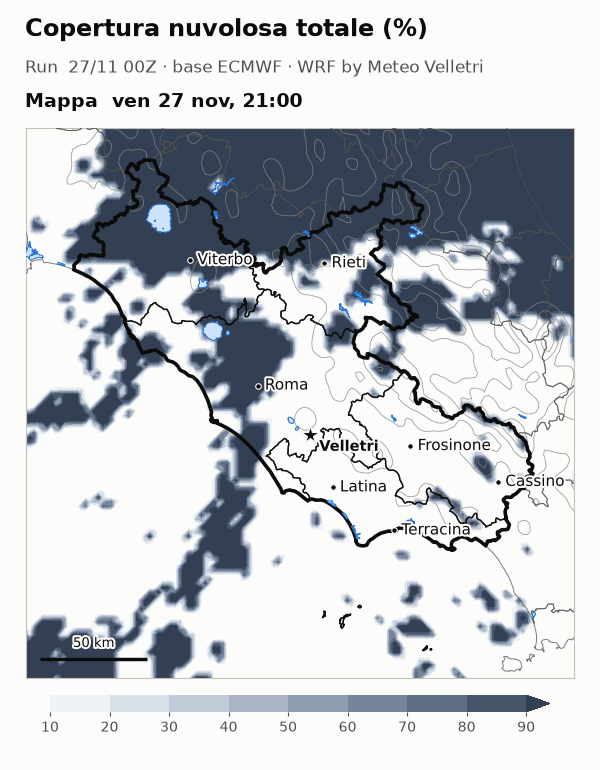 Copertura nuvolosa totale (%)
Run  27/11 00Z · base ECMWF · WRF by Meteo Velletri
Mappa  ven 27 nov, 21:00
Viterbo
Rieti
Roma
Velletri
Frosinone
Cassino
Latina
Terracina
50 km
10 20 30 40 50 60 70 80 90